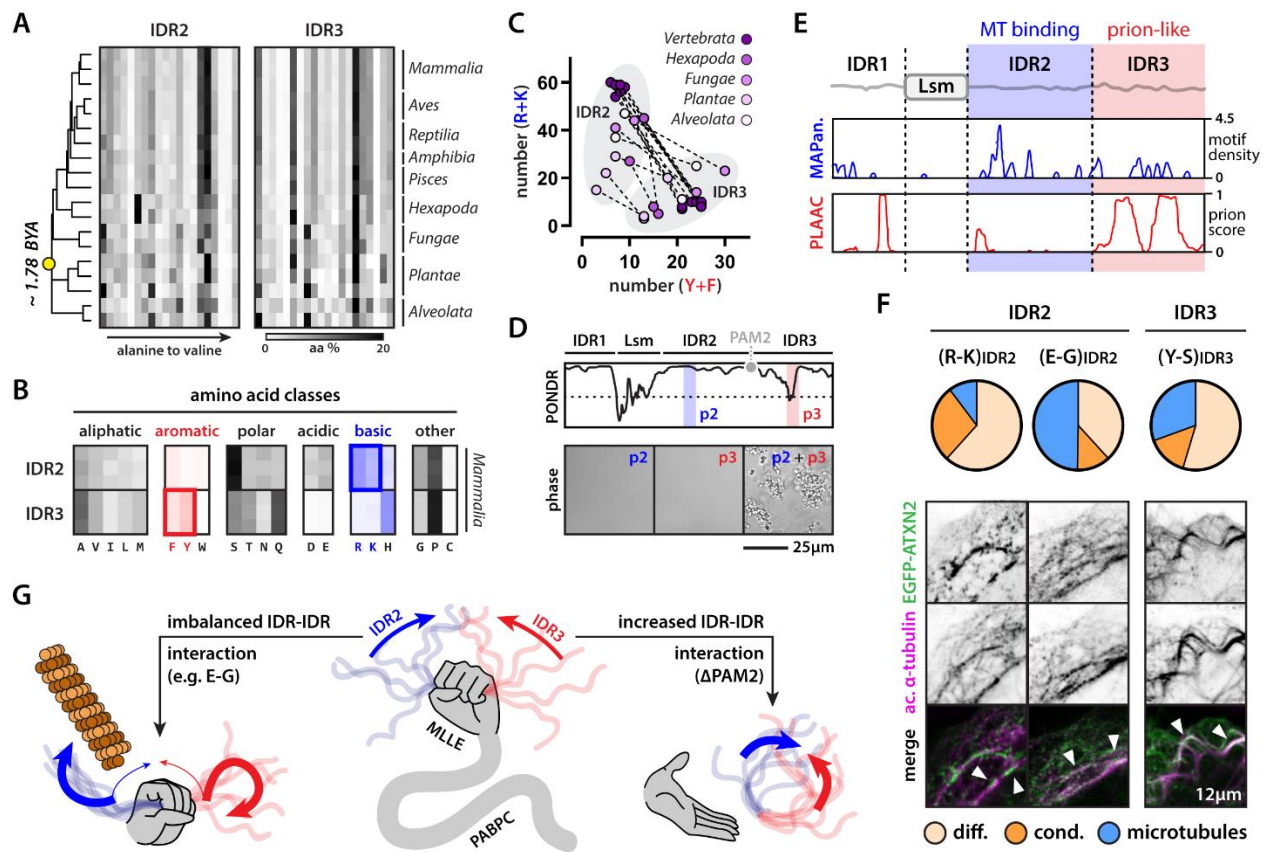 A
IDR2
IDR3
~ 1.78 BYA
Mammalia
Aves
Reptilia
Amphibia
Pisces
Hexapoda
Fungae
Plantae
Alveolata
alanine to valine
0 aa % 20
B
amino acid classes
aliphatic aromatic polar acidic basic other
IDR2
IDR3
Mammalia
A V I L M F Y W S T N Q D E R K H G P C
C
Vertebrata
Hexapoda
Fungae
Plantae
Alveolata
number (R+K)
60
40
20
0
IDR2
IDR3
0 10 20 30
number (Y+F)
D
PAM2
IDR1 Lsm IDR2 IDR3
PONDR
p2 p3
phase
p2 p3 p2 + p3
25μm
E
MT binding prion-like
IDR1 IDR2 IDR3
Lsm
MAPan.
4.5
motif
density
0
PLAAC
1
prion
score
0
F
IDR2 IDR3
(R-K)IDR2 (E-G)IDR2 (Y-S)IDR3
EGFP-ATXN2
ac. α-tubulin
merge
12μm
diff. cond. microtubules
G
imbalanced IDR-IDR
interaction
(e.g. E-G)
IDR2
IDR3
increased IDR-IDR
interaction
(ΔPAM2)
MLLE
PABPC